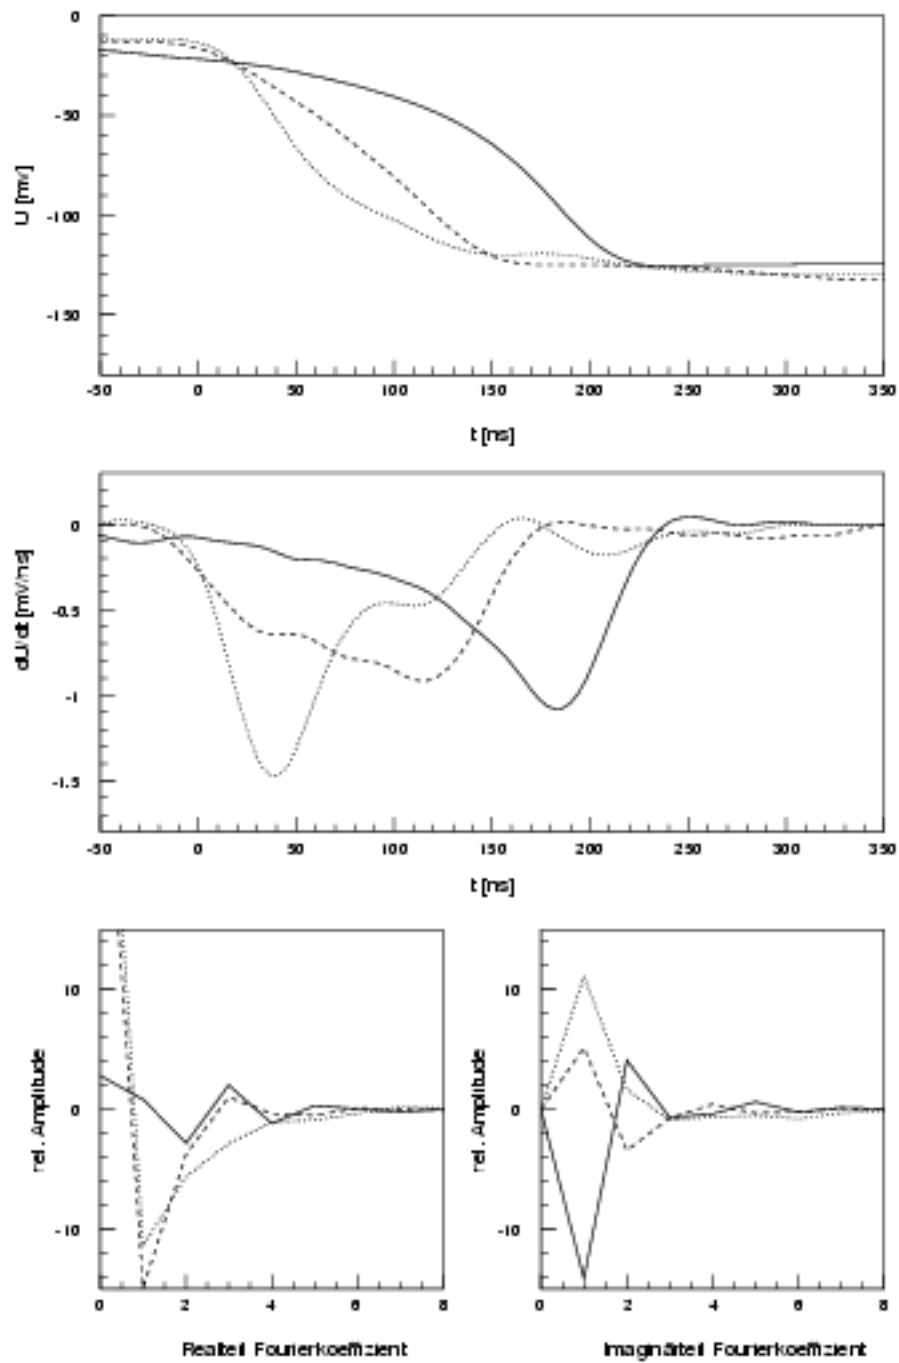 0
-50
-100
-150
U [mv]
-50 0 50 100 150 200 250 300 350
t [ns]
0
-0.5
-1
-1.5
dU/dt [mV/ns]
-50 0 50 100 150 200 250 300 350
t [ns]
10
0
-10
rel. Amplitude
0 2 4 6 8
Realteil Fourierkoeffizient
10
0
-10
rel. Amplitude
0 2 4 6 8
Imaginärteil Fourierkoeffizient